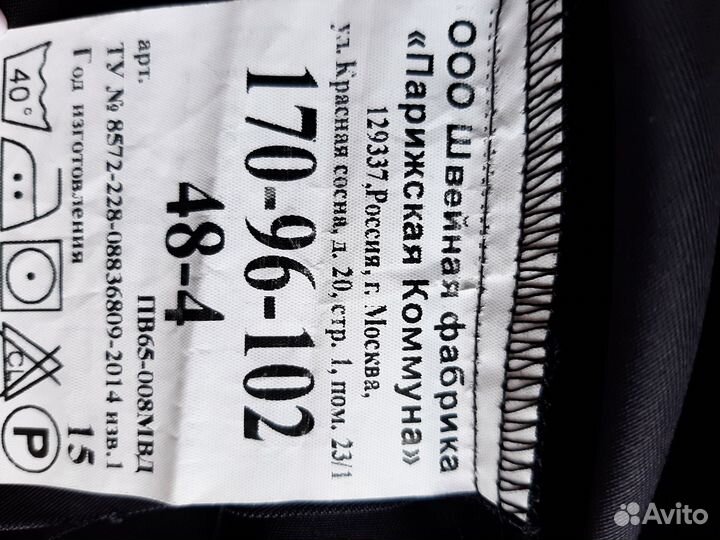 ООО Швейная фабрика
«Парижская Коммуна»
129337,Россия, г. Москва,
ул. Красная сосна, д. 20, стр. 1, пом. 23/1
170-96-102
48-4
арт. ПВ65-008МВД
ТУ № 8572-228-08836809-2014 изв.1
Год изготовления 15
40°C
CL
P
Avito